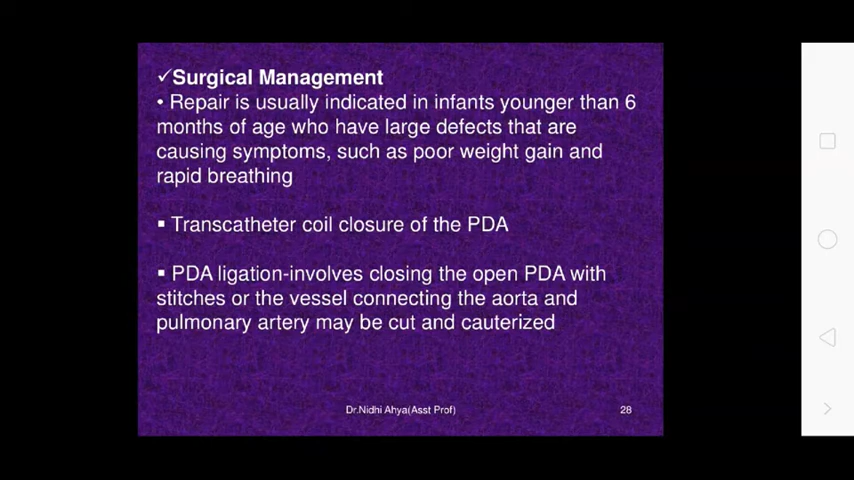 ✓Surgical Management
• Repair is usually indicated in infants younger than 6
months of age who have large defects that are
causing symptoms, such as poor weight gain and
rapid breathing
▪ Transcatheter coil closure of the PDA
▪ PDA ligation-involves closing the open PDA with
stitches or the vessel connecting the aorta and
pulmonary artery may be cut and cauterized
Dr.Nidhi Ahya(Asst Prof)
28